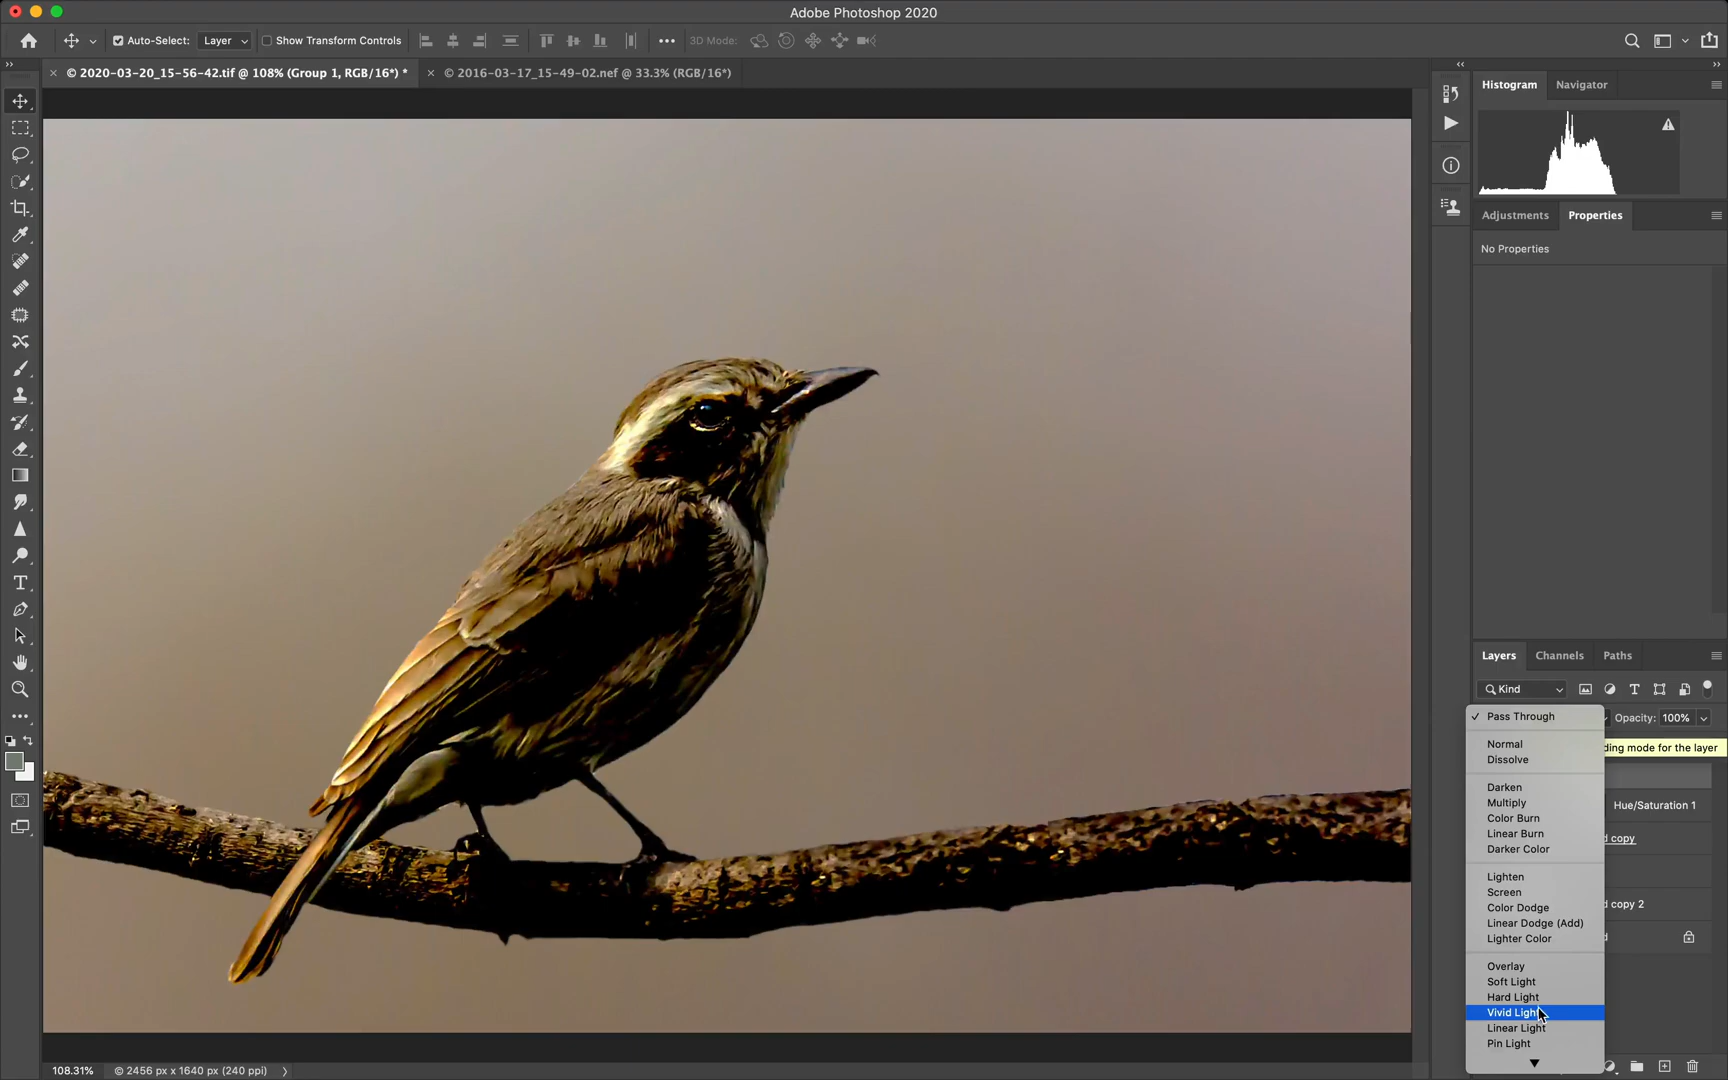 Adobe Photoshop 2020
Auto-Select: Layer Show Transform Controls 3D Mode:
© 2020-03-20_15-56-42.tif @ 108% (Group 1, RGB/16*) * © 2016-03-17_15-49-02.nef @ 33.3% (RGB/16*)
Histogram Navigator
Adjustments Properties
No Properties
Layers Channels Paths
Kind
Pass Through Opacity: 100%
Normal ding mode for the layer
Dissolve
Darken
Multiply Hue/Saturation 1
Color Burn
Linear Burn d copy
Darker Color
Lighten
Screen
Color Dodge d copy 2
Linear Dodge (Add)
Lighter Color d
Overlay
Soft Light
Hard Light
Vivid Light
Linear Light
Pin Light
108.31% © 2456 px x 1640 px (240 ppi)